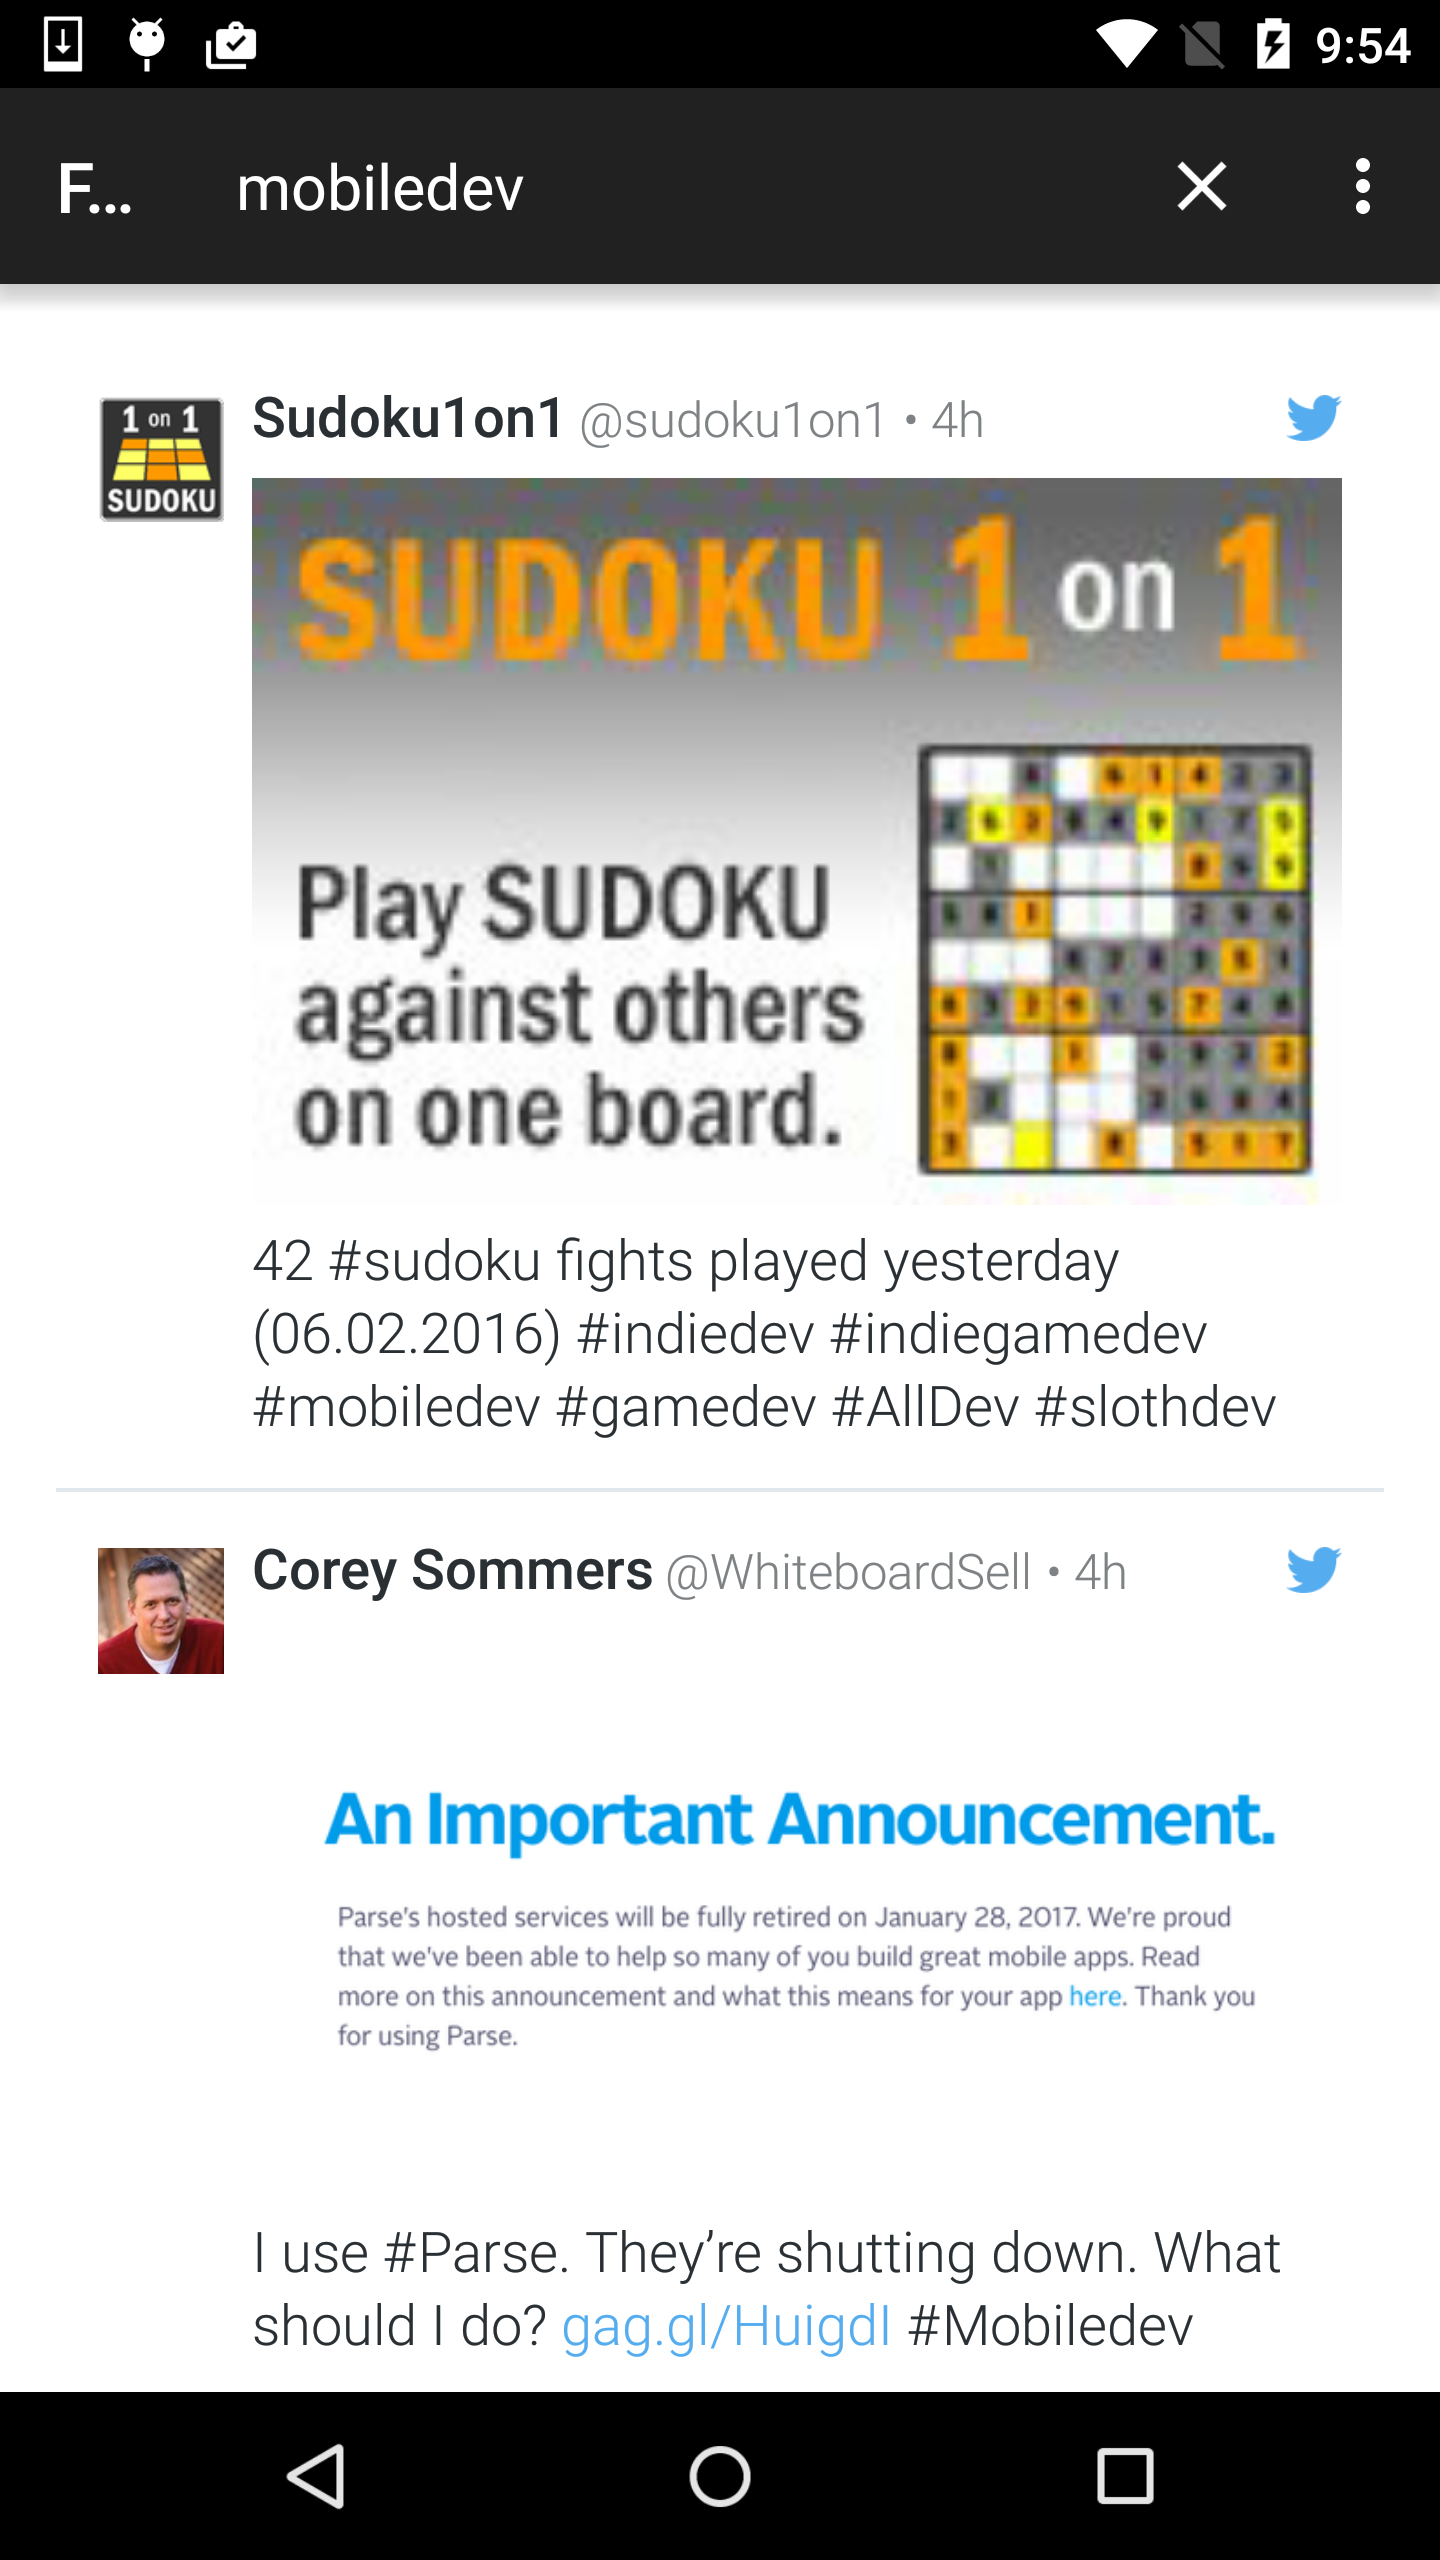 9:54
F... mobiledev
1 on 1
SUDOKU
Sudoku1on1 @sudoku1on1 • 4h
SUDOKU 1 on 1
Play SUDOKU
against others
on one board.
42 #sudoku fights played yesterday
(06.02.2016) #indiedev #indiegamedev
#mobiledev #gamedev #AllDev #slothdev
Corey Sommers @WhiteboardSell • 4h
An Important Announcement.
Parse's hosted services will be fully retired on January 28, 2017. We're proud
that we've been able to help so many of you build great mobile apps. Read
more on this announcement and what this means for your app here. Thank you
for using Parse.
I use #Parse. They’re shutting down. What
should I do? gag.gl/HuigdI #Mobiledev